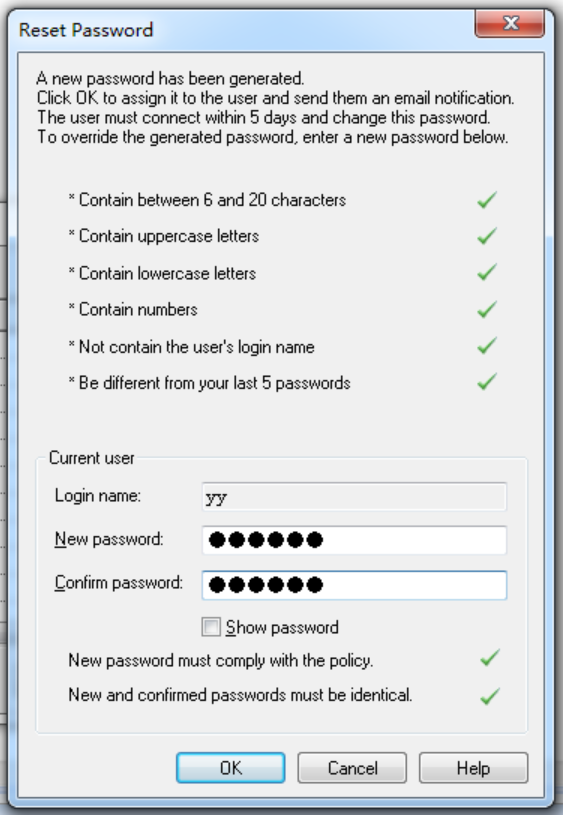 Reset Password
A new password has been generated.
Click OK to assign it to the user and send them an email notification.
The user must connect within 5 days and change this password.
To override the generated password, enter a new password below.
* Contain between 6 and 20 characters
* Contain uppercase letters
* Contain lowercase letters
* Contain numbers
* Not contain the user's login name
* Be different from your last 5 passwords
Current user
Login name: yy
New password: ●●●●●●
Confirm password: ●●●●●●
Show password
New password must comply with the policy.
New and confirmed passwords must be identical.
OK Cancel Help